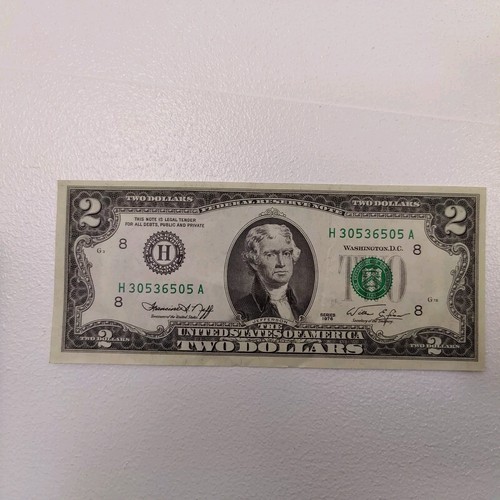 TWO DOLLARS
FEDERAL RESERVE NOTE
TWO DOLLARS
2
2
THIS NOTE IS LEGAL TENDER
FOR ALL DEBTS, PUBLIC AND PRIVATE
H 30536505 A
8
WASHINGTON, D.C.
8
H
TWO
H 30536505 A
8
SERIES
1976
8
THE
UNITED STATES OF AMERICA
TWO DOLLARS
2
2